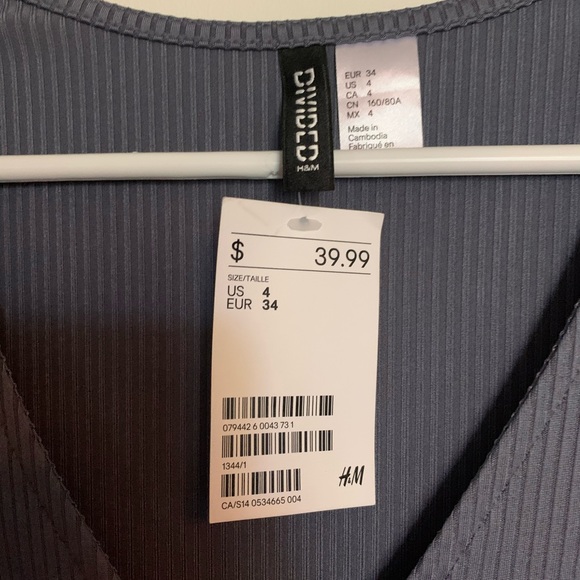 DIVIDED
H&M
EUR 34
US 4
CA 4
CN 160/80A
MX 4
Made in
Cambodia
Fabriqué en
$ 39.99
SIZE/TAILLE
US 4
EUR 34
079442 6 0043 73 1
1344/1
CA/S14 0534665 004
H&M